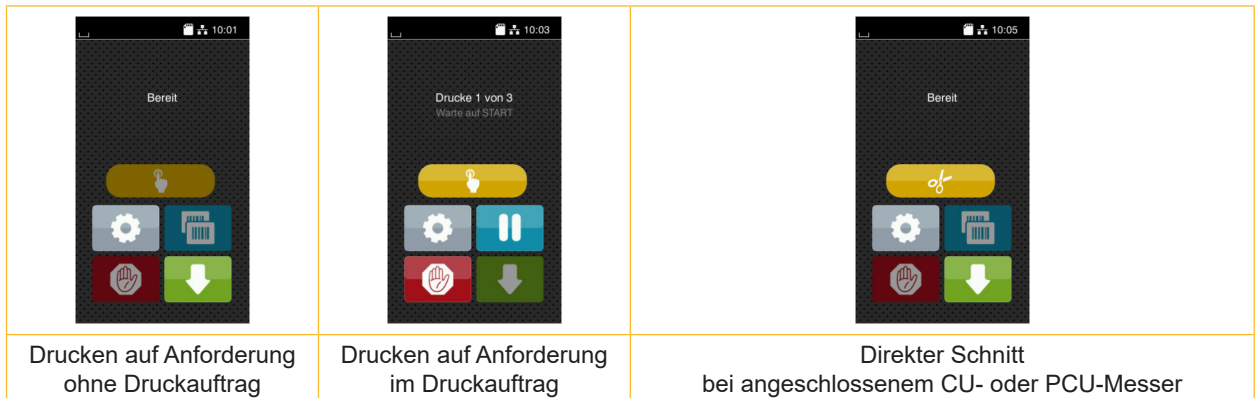 10:01
Bereit
10:03
Drucke 1 von 3
Warte auf START
10:05
Bereit
Drucken auf Anforderung
ohne Druckauftrag
Drucken auf Anforderung
im Druckauftrag
Direkter Schnitt
bei angeschlossenem CU- oder PCU-Messer